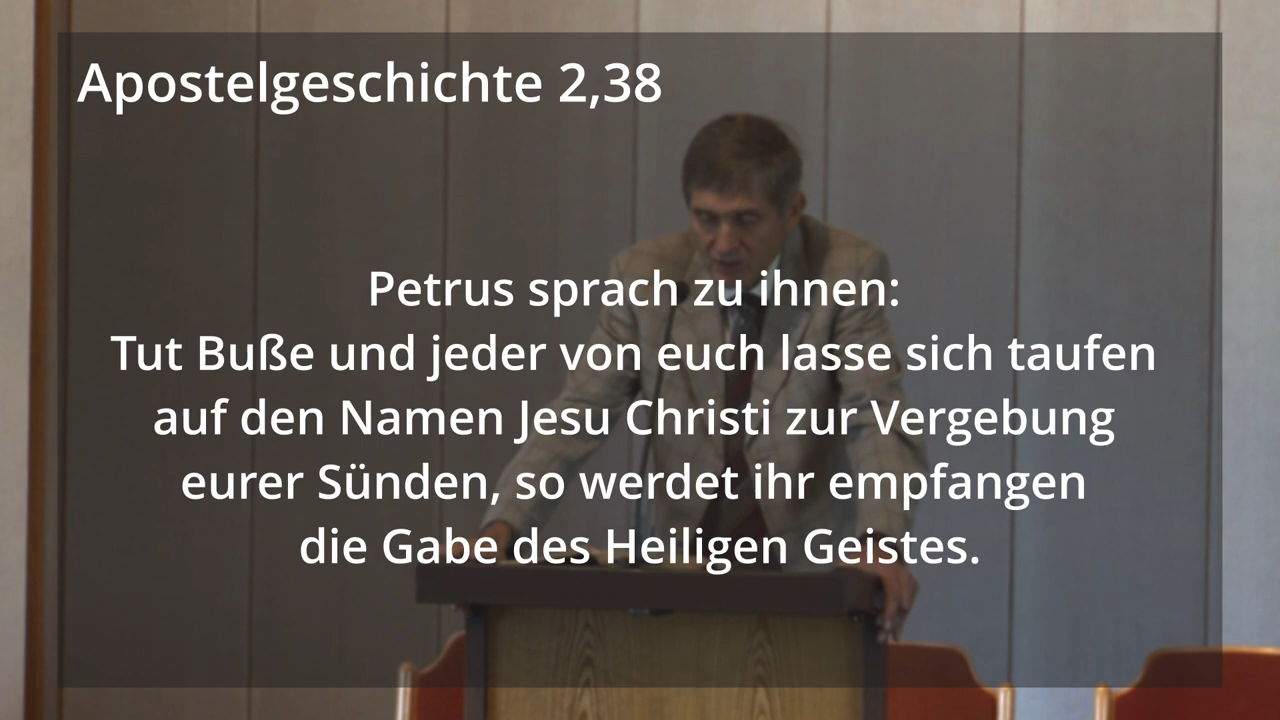 Apostelgeschichte 2,38
Petrus sprach zu ihnen:
Tut Buße und jeder von euch lasse sich taufen
auf den Namen Jesu Christi zur Vergebung
eurer Sünden, so werdet ihr empfangen
die Gabe des Heiligen Geistes.